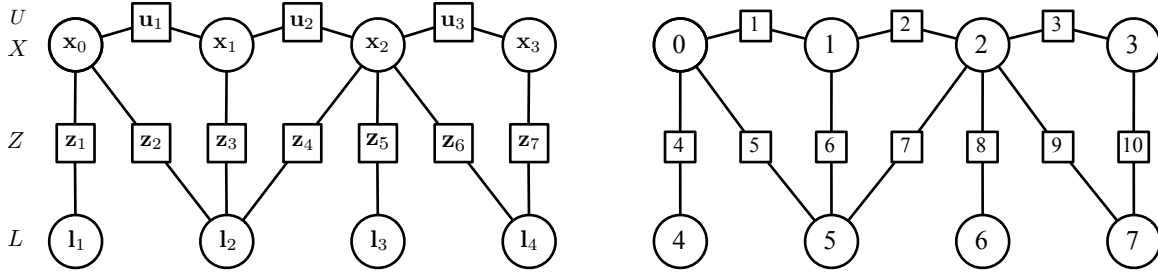 U u₁ u₂ u₃ 1 2 3
X x₀ x₁ x₂ x₃ 0 1 2 3
Z z₁ z₂ z₃ z₄ z₅ z₆ z₇ 4 5 6 7 8 9 10
L l₁ l₂ l₃ l₄ 4 5 6 7